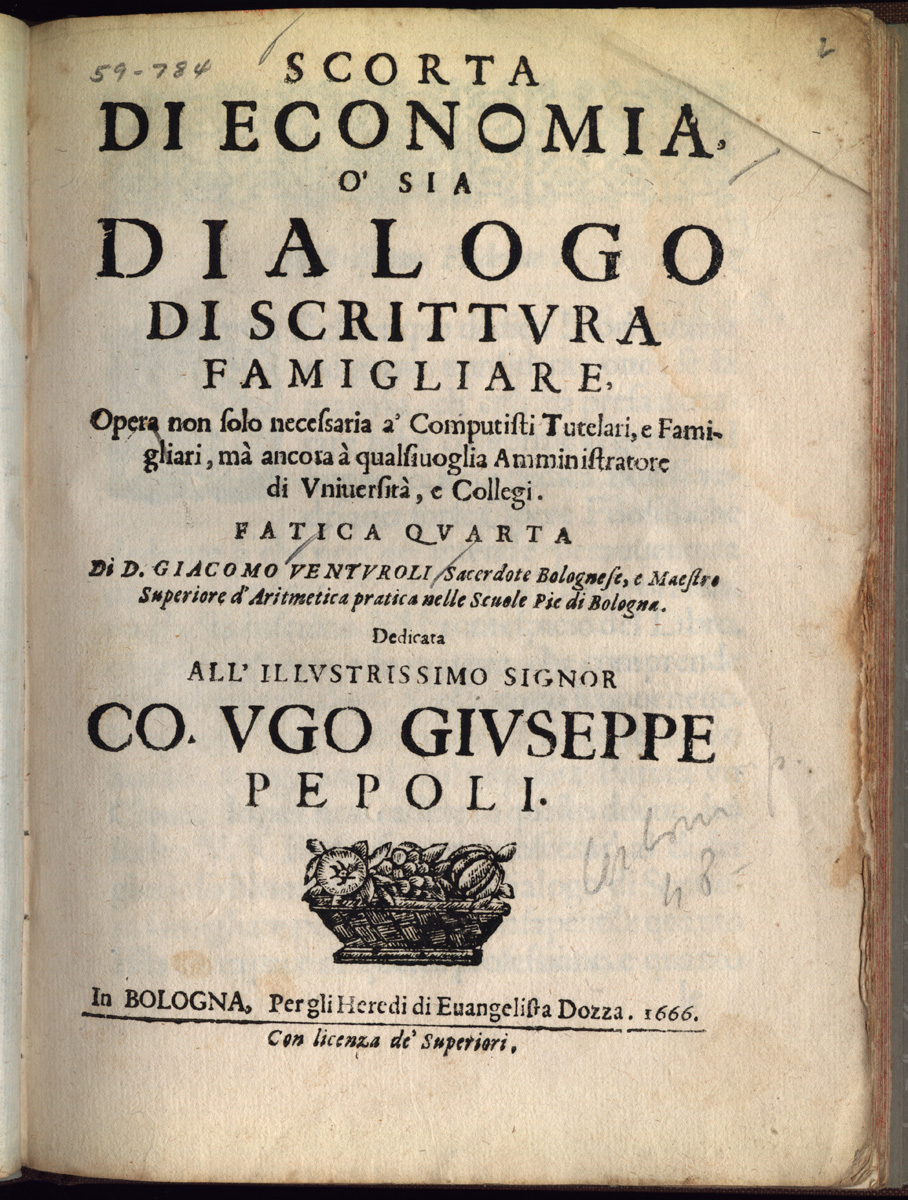 59-784
2
SCORTA
DI ECONOMIA,
O' SIA
DIALOGO
DI SCRITTVRA
FAMIGLIARE,
Opera non ſolo neceſsaria a' Computiſti Tutelari, e Fami-
gliari, mà ancora à qualſiuoglia Amminiſtratore
di Vniuerſità, e Collegi.
FATICA QVARTA
Di D. GIACOMO VENTVROLI Sacerdote Bologneſe, e Maeſtro
Superiore d'Aritmetica pratica nelle Scuole Pie di Bologna.
Dedicata
ALL' ILLVSTRISSIMO SIGNOR
CO. VGO GIVSEPPE
PEPOLI.
48-
In BOLOGNA, Per gli Heredi di Euangeliſta Dozza. 1666.
Con licenza de' Superiori.